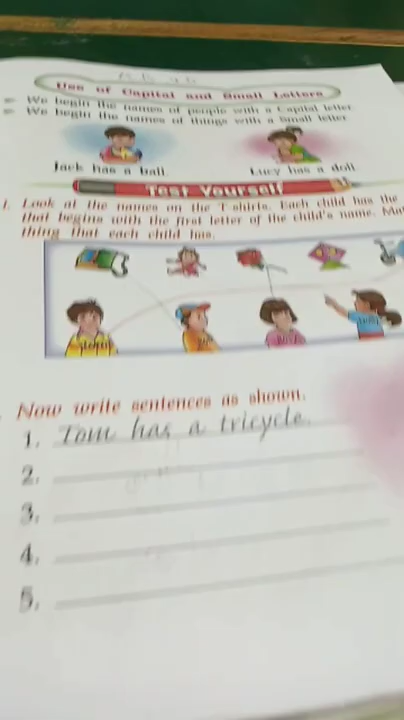 Use of Capital and Small Letters
We begin the names of people with a Capital letter.
We begin the names of things with a Small letter.
Jack has a ball.
Lucy has a doll.
Test Yourself
1. Look at the names on the T-shirts. Each child has the
that begins with the first letter of the child's name. Ma
thing that each child has.
Now write sentences as shown.
1. Tom has a tricycle.
2.
3.
4.
5.